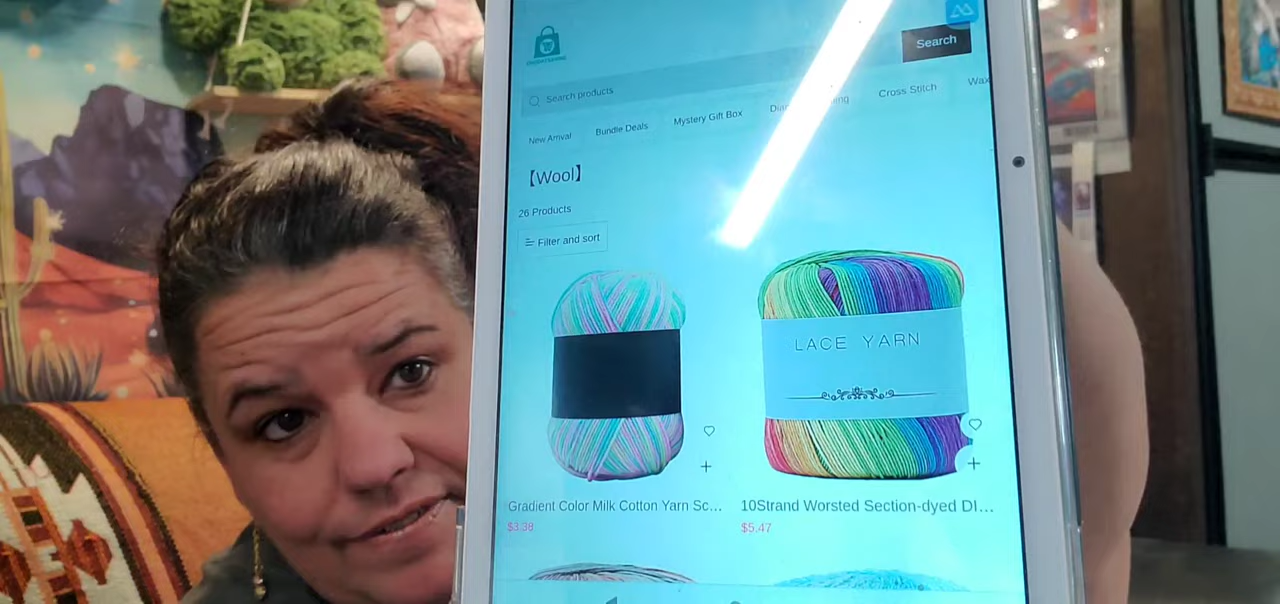 Search
Search products
New Arrival
Bundle Deals
Mystery Gift Box
Cross Stitch
【Wool】
26 Products
Filter and sort
LACE YARN
Gradient Color Milk Cotton Yarn Sc...
$3.38
10Strand Worsted Section-dyed DI...
$5.47